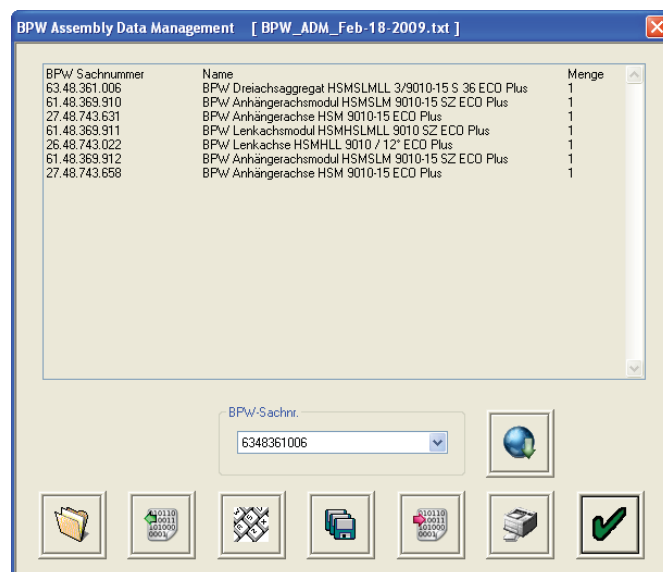 BPW Assembly Data Management [ BPW_ADM_Feb-18-2009.txt ]
BPW Sachnummer Name Menge
63.48.361.006 BPW Dreiachsaggregat HSMSLMLL 3/9010-15 S 36 ECO Plus 1
61.48.369.910 BPW Anhängerachsmodul HSMSLM 9010-15 SZ ECO Plus 1
27.48.743.631 BPW Anhängerachse HSM 9010-15 ECO Plus 1
61.48.369.911 BPW Lenkachsmodul HSMHSLMLL 9010 SZ ECO Plus 1
26.48.743.022 BPW Lenkachse HSMHLL 9010 / 12° ECO Plus 1
61.48.369.912 BPW Anhängerachsmodul HSMSLM 9010-15 SZ ECO Plus 1
27.48.743.658 BPW Anhängerachse HSM 9010-15 ECO Plus 1
BPW-Sachnr.
6348361006